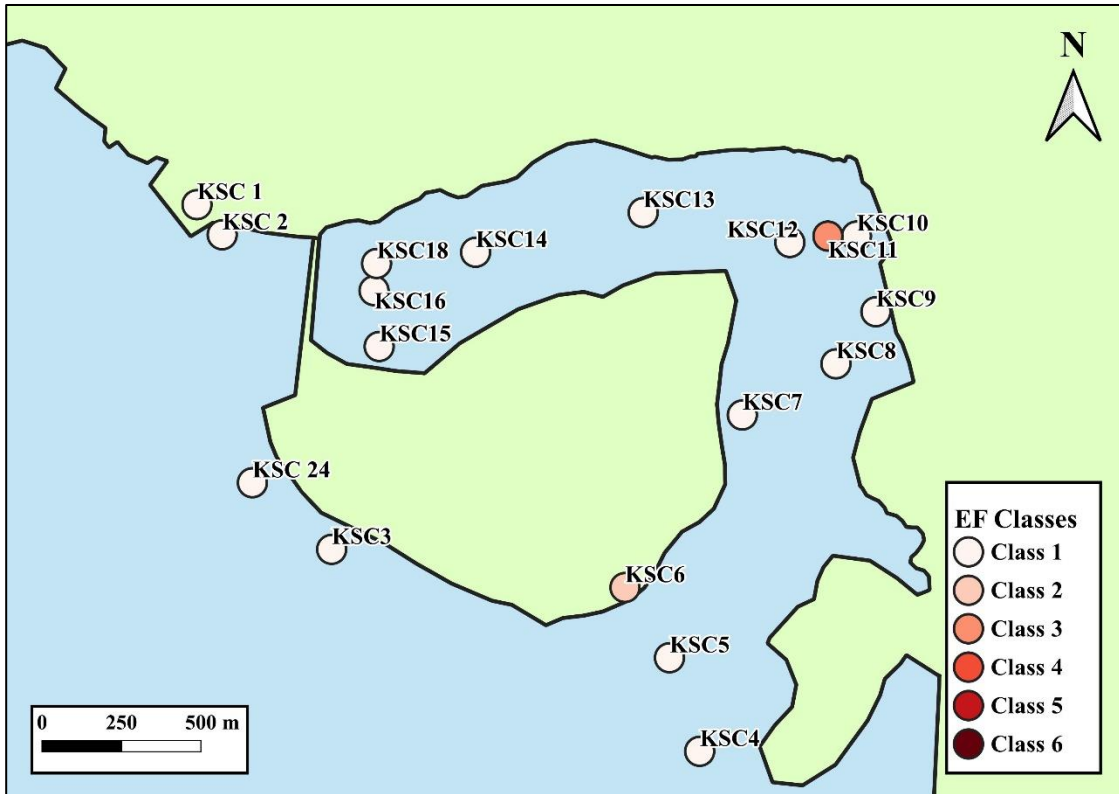 N
KSC 1
KSC 2
KSC13
KSC10
KSC12
KSC11
KSC18
KSC14
KSC16
KSC9
KSC15
KSC8
KSC7
KSC 24
KSC3
KSC6
KSC5
KSC4
EF Classes
Class 1
Class 2
Class 3
Class 4
Class 5
Class 6
0 250 500 m